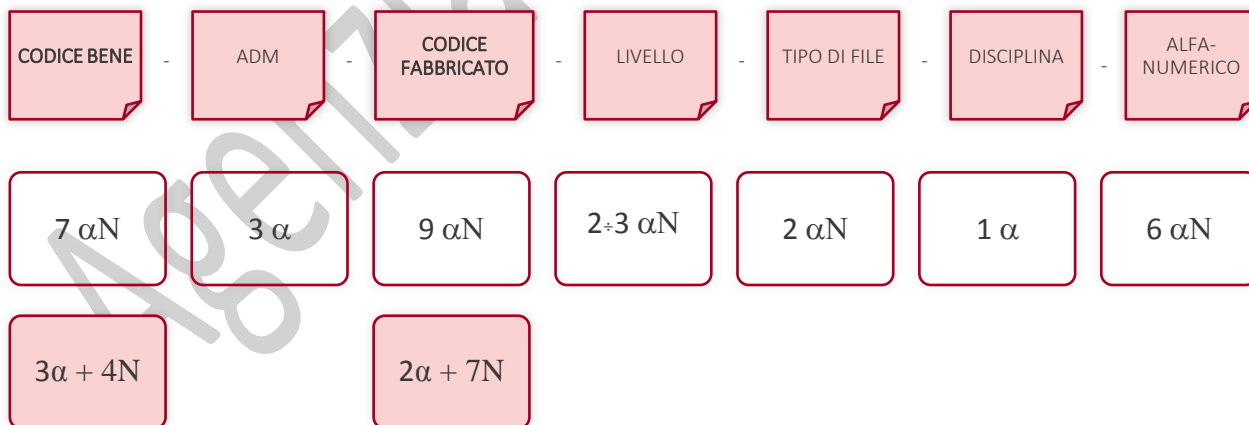 CODICE BENE - ADM - CODICE FABBRICATO - LIVELLO - TIPO DI FILE - DISCIPLINA - ALFA-NUMERICO
7 αN 3 α 9 αN 2÷3 αN 2 αN 1 α 6 αN
3α + 4N 2α + 7N
Agenzi